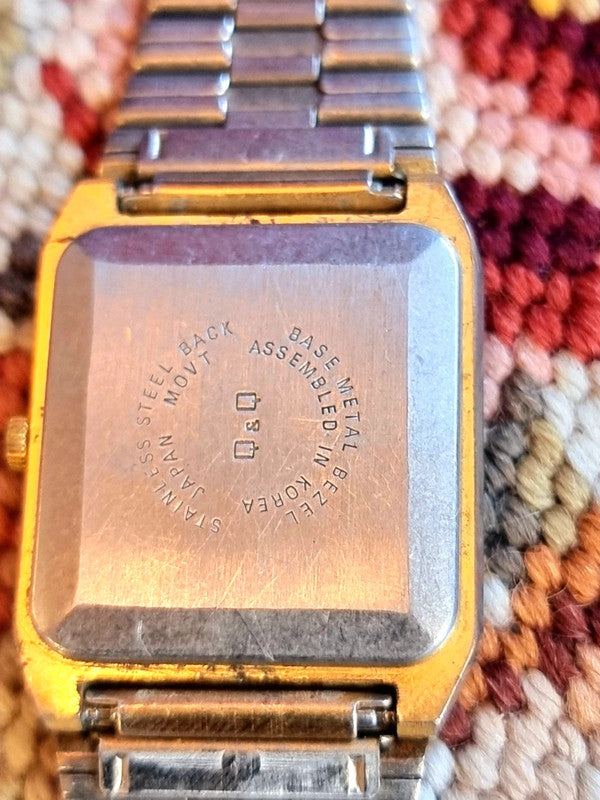 STAINLESS STEEL BACK
BASE METAL BEZEL
JAPAN MOVT
ASSEMBLED-IN KOREA
Q&Q